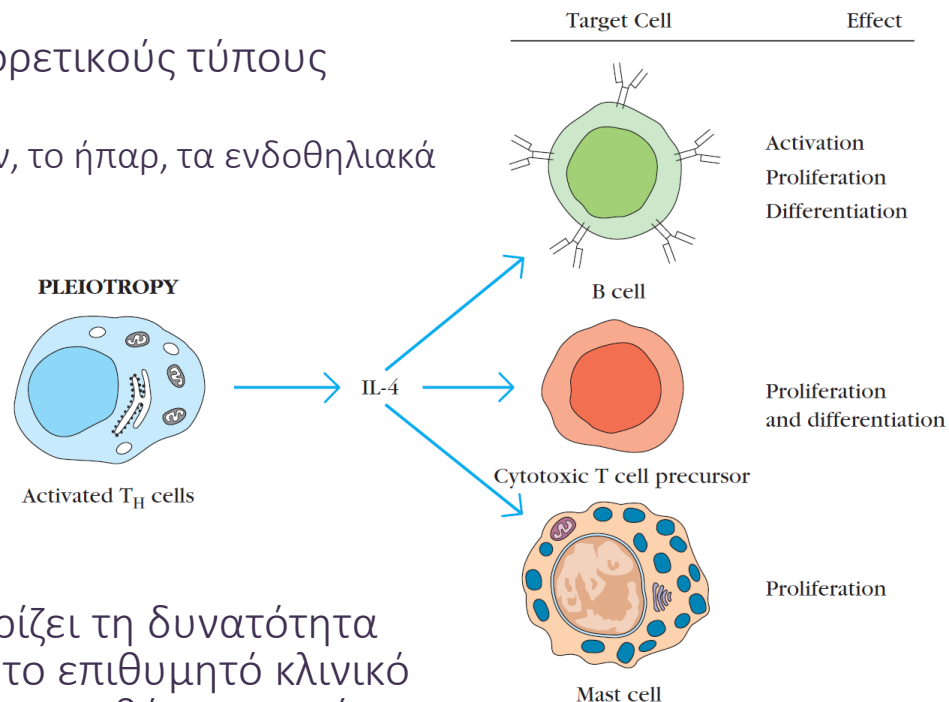 ορετικούς τύπους
ν, το ήπαρ, τα ενδοθηλιακά
ρίζει τη δυνατότητα
το επιθυμητό κλινικό
Target Cell Effect
Activation
Proliferation
Differentiation
B cell
PLEIOTROPY
IL-4
Activated T_H cells
Proliferation
and differentiation
Cytotoxic T cell precursor
Proliferation
Mast cell